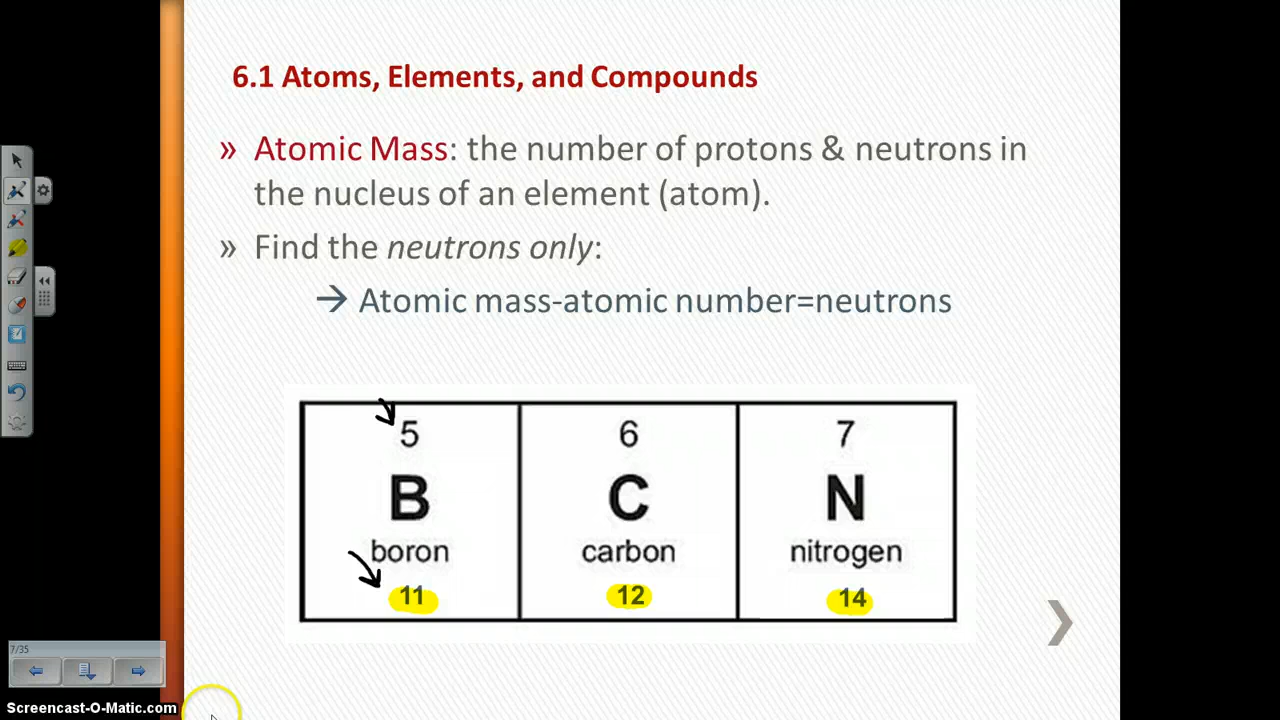 6.1 Atoms, Elements, and Compounds
» Atomic Mass: the number of protons & neutrons in
the nucleus of an element (atom).
» Find the neutrons only:
→ Atomic mass-atomic number=neutrons
5 6 7
B C N
boron carbon nitrogen
11 12 14
7/35
Screencast-O-Matic.com